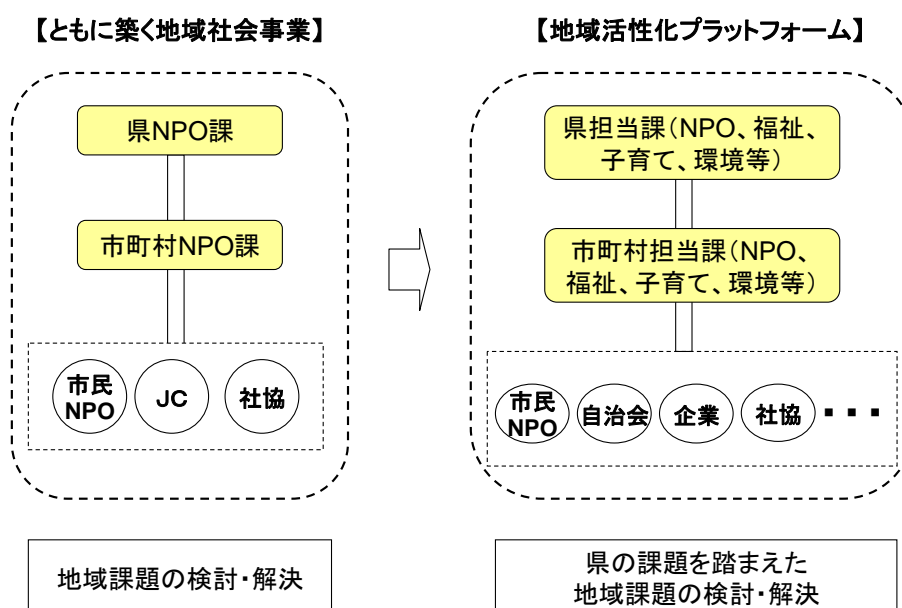 【ともに築く地域社会事業】
県NPO課
市町村NPO課
市民
NPO
JC
社協
地域課題の検討・解決
【地域活性化プラットフォーム】
県担当課（NPO、福祉、
子育て、環境等）
市町村担当課（NPO、
福祉、子育て、環境等）
市民
NPO
自治会
企業
社協
・・・
県の課題を踏まえた
地域課題の検討・解決